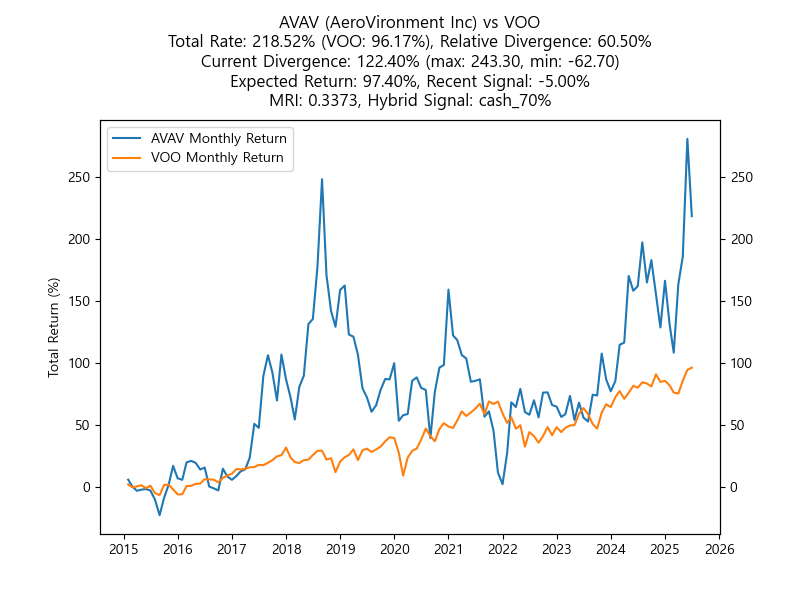 AVAV (AeroVironment Inc) vs VOO
Total Rate: 218.52% (VOO: 96.17%), Relative Divergence: 60.50%
Current Divergence: 122.40% (max: 243.30, min: -62.70)
Expected Return: 97.40%, Recent Signal: -5.00%
MRI: 0.3373, Hybrid Signal: cash_70%
AVAV Monthly Return
VOO Monthly Return
250 250
200 200
150 150
100 100
50 50
0 0
Total Return (%)
2015 2016 2017 2018 2019 2020 2021 2022 2023 2024 2025 2026